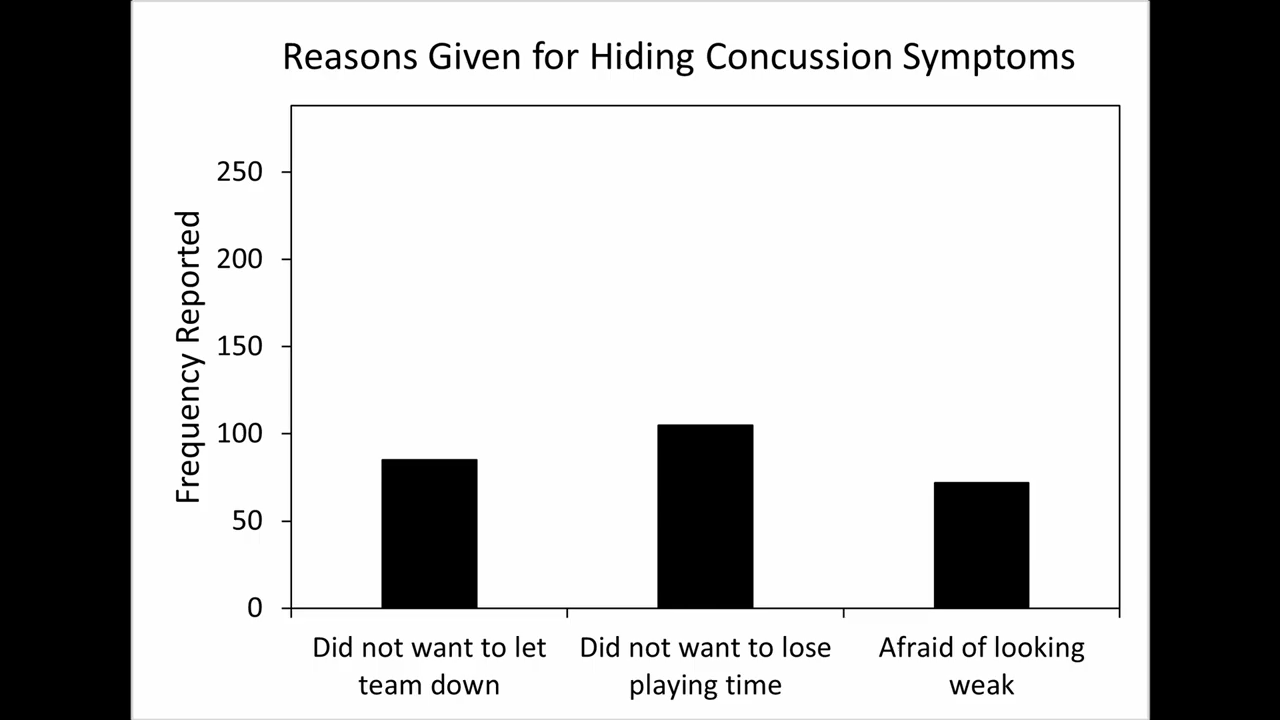 Reasons Given for Hiding Concussion Symptoms
Frequency Reported
250
200
150
100
50
0
Did not want to let
team down
Did not want to lose
playing time
Afraid of looking
weak